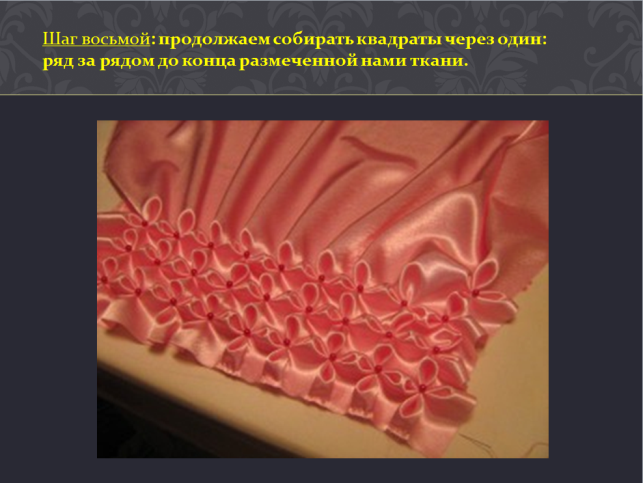 Шаг восьмой: продолжаем собирать квадраты через один:
ряд за рядом до конца размеченной нами ткани.